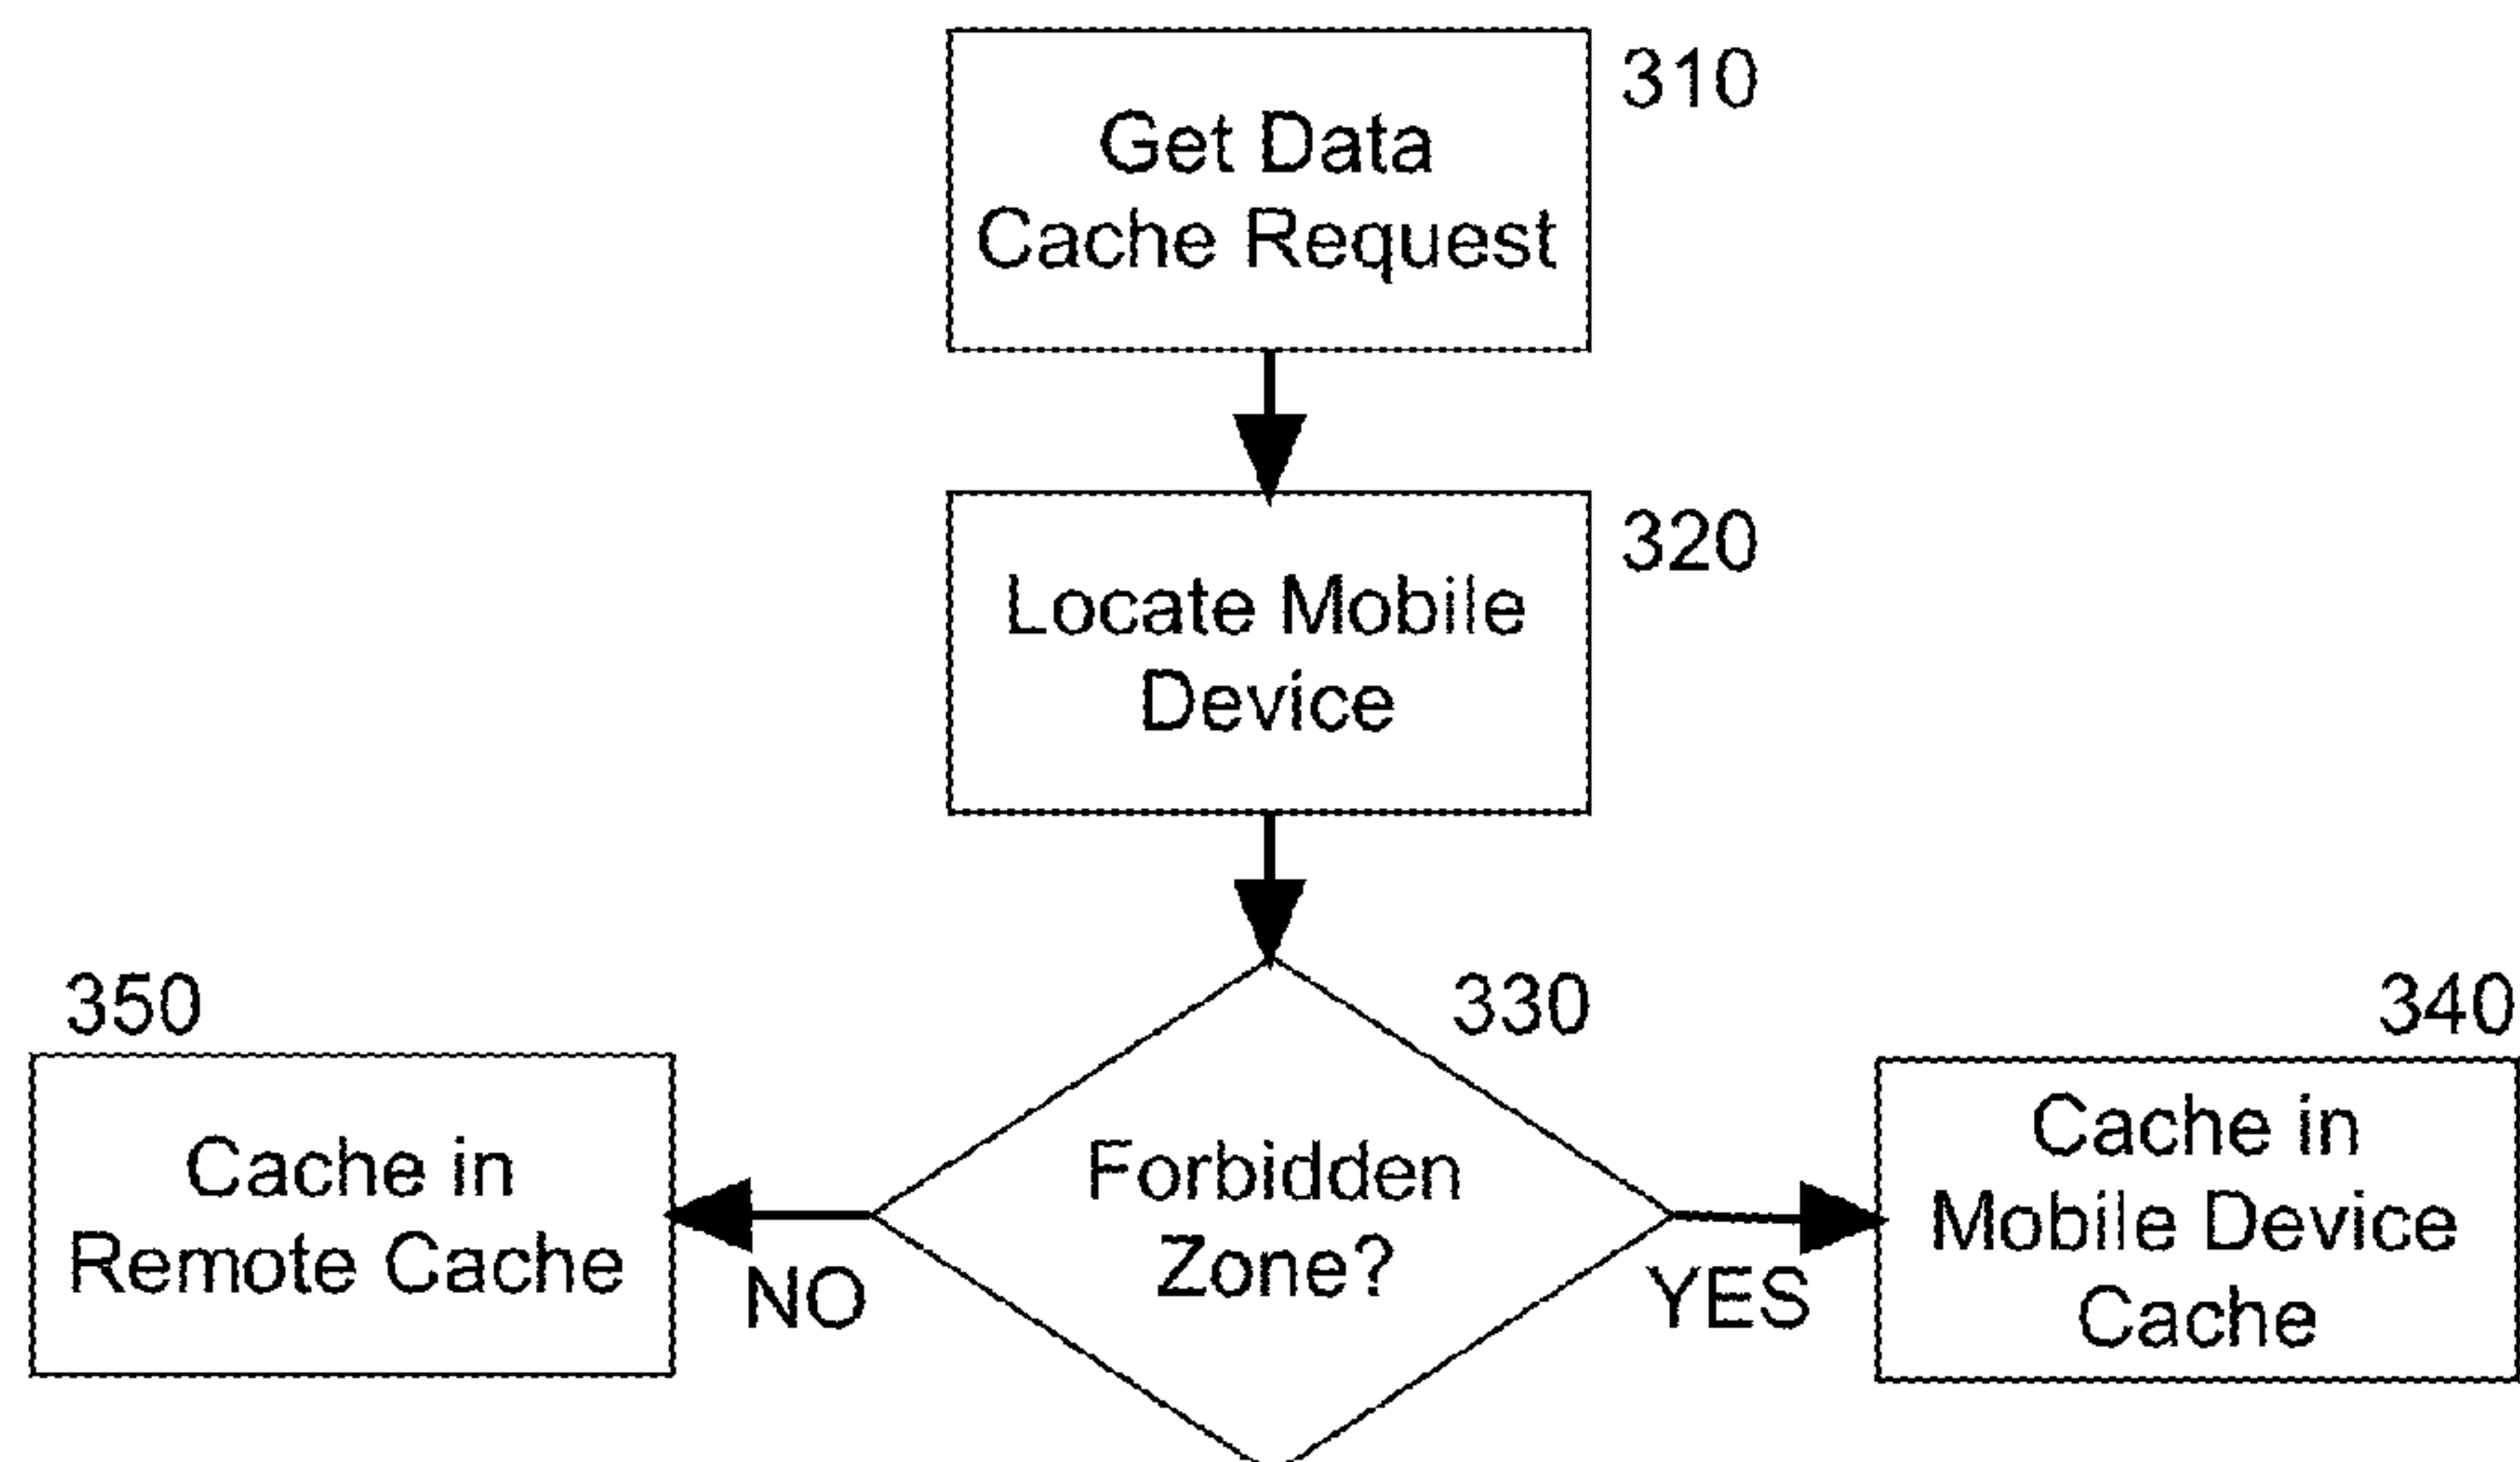 310
Get Data
Cache Request
320
Locate Mobile
Device
350
330
340
Cache in
Remote Cache
Forbidden
Zone?
Cache in
Mobile Device
Cache
NO
YES